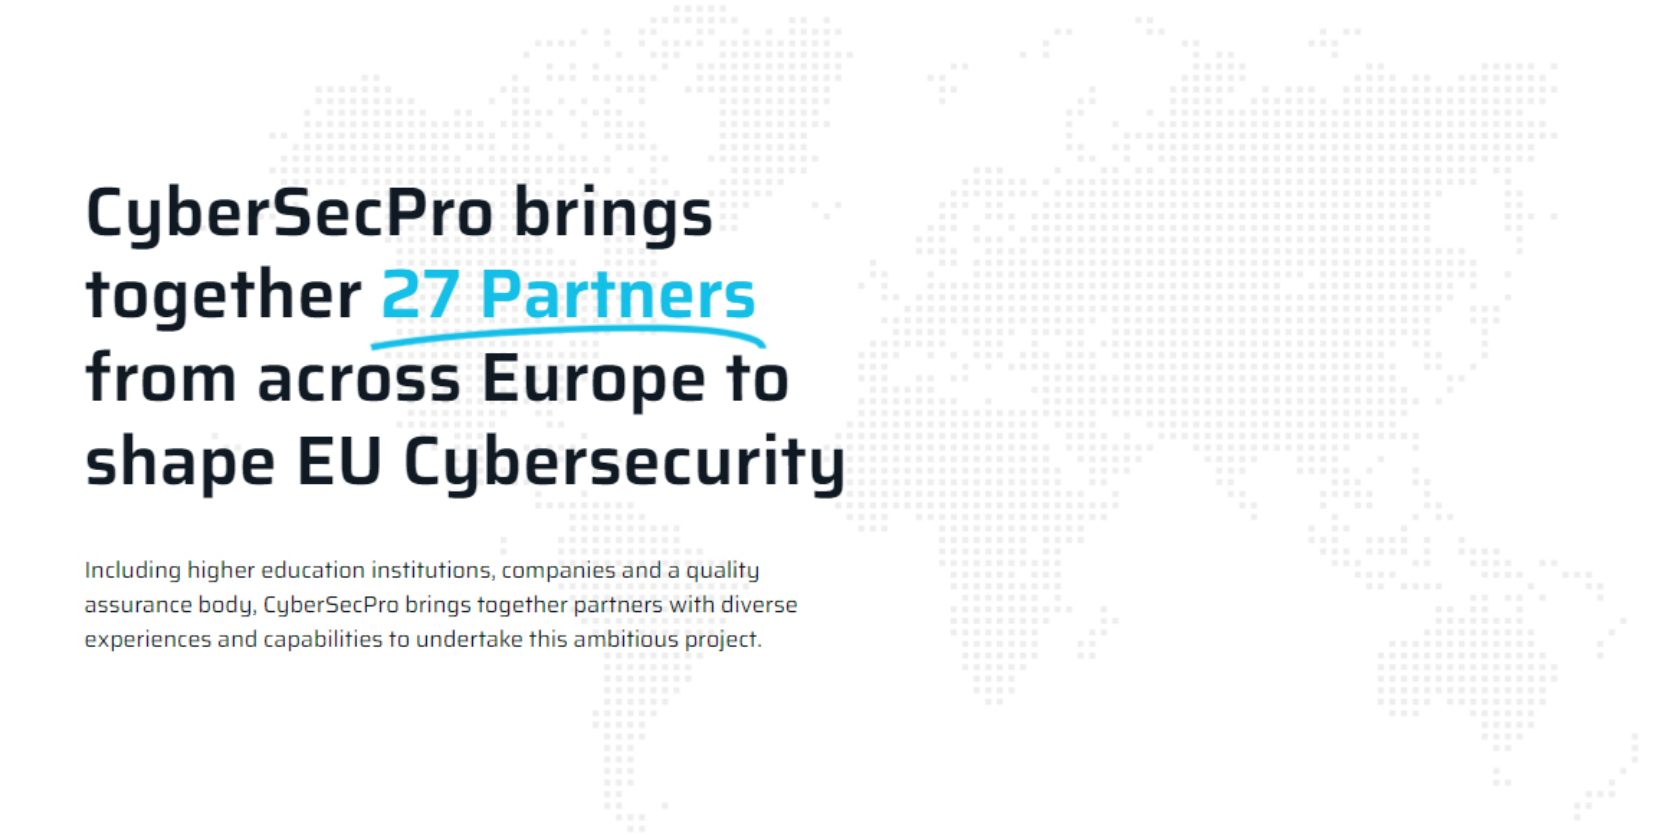 CyberSecPro brings
together 27 Partners
from across Europe to
shape EU Cybersecurity
Including higher education institutions, companies and a quality
assurance body, CyberSecPro brings together partners with diverse
experiences and capabilities to undertake this ambitious project.